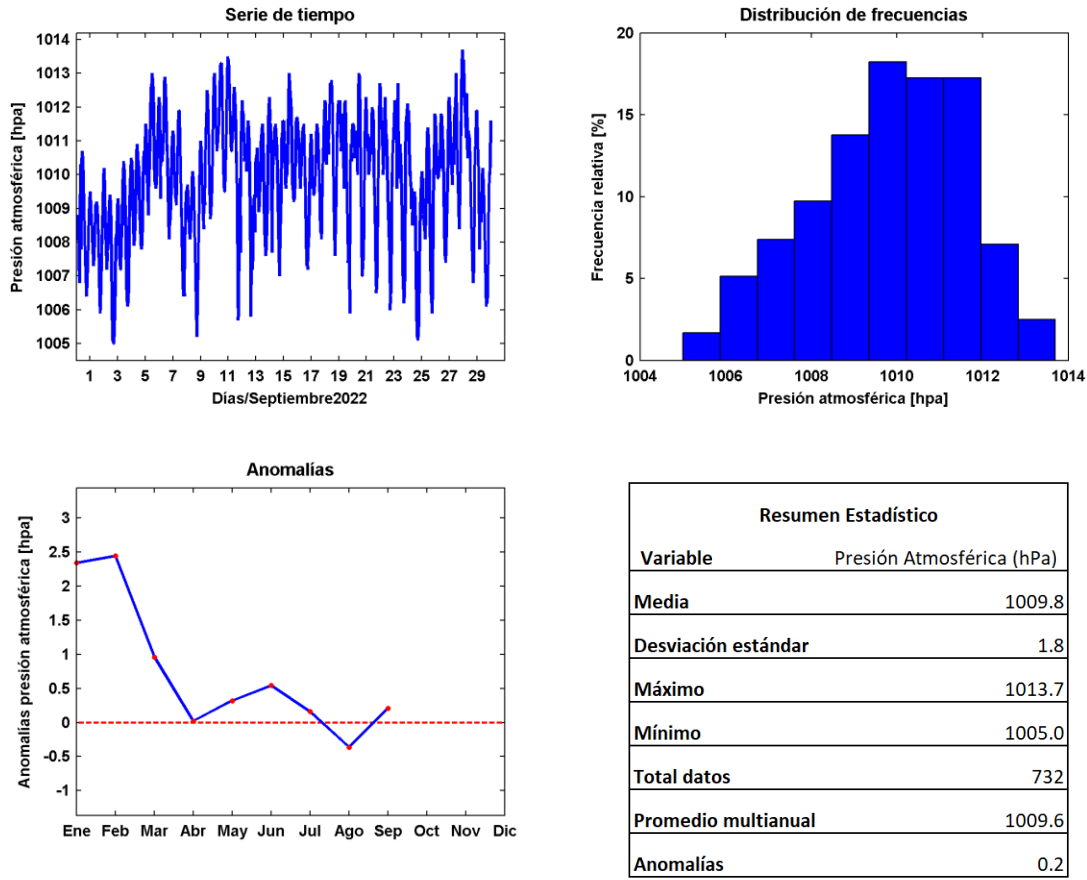 Serie de tiempo
Presión atmosférica [hpa]
1014
1013
1012
1011
1010
1009
1008
1007
1006
1005
1 3 5 7 9 11 13 15 17 19 21 23 25 27 29
Días/Septiembre2022
Distribución de frecuencias
Frecuencia relativa [%]
20
15
10
5
0
1004 1006 1008 1010 1012 1014
Presión atmosférica [hpa]
Anomalías
Anomalias presión atmosférica [hpa]
3
2.5
2
1.5
1
0.5
0
-0.5
-1
Ene Feb Mar Abr May Jun Jul Ago Sep Oct Nov Dic
Resumen Estadístico
Variable Presión Atmosférica (hPa)
Media 1009.8
Desviación estándar 1.8
Máximo 1013.7
Mínimo 1005.0
Total datos 732
Promedio multianual 1009.6
Anomalías 0.2